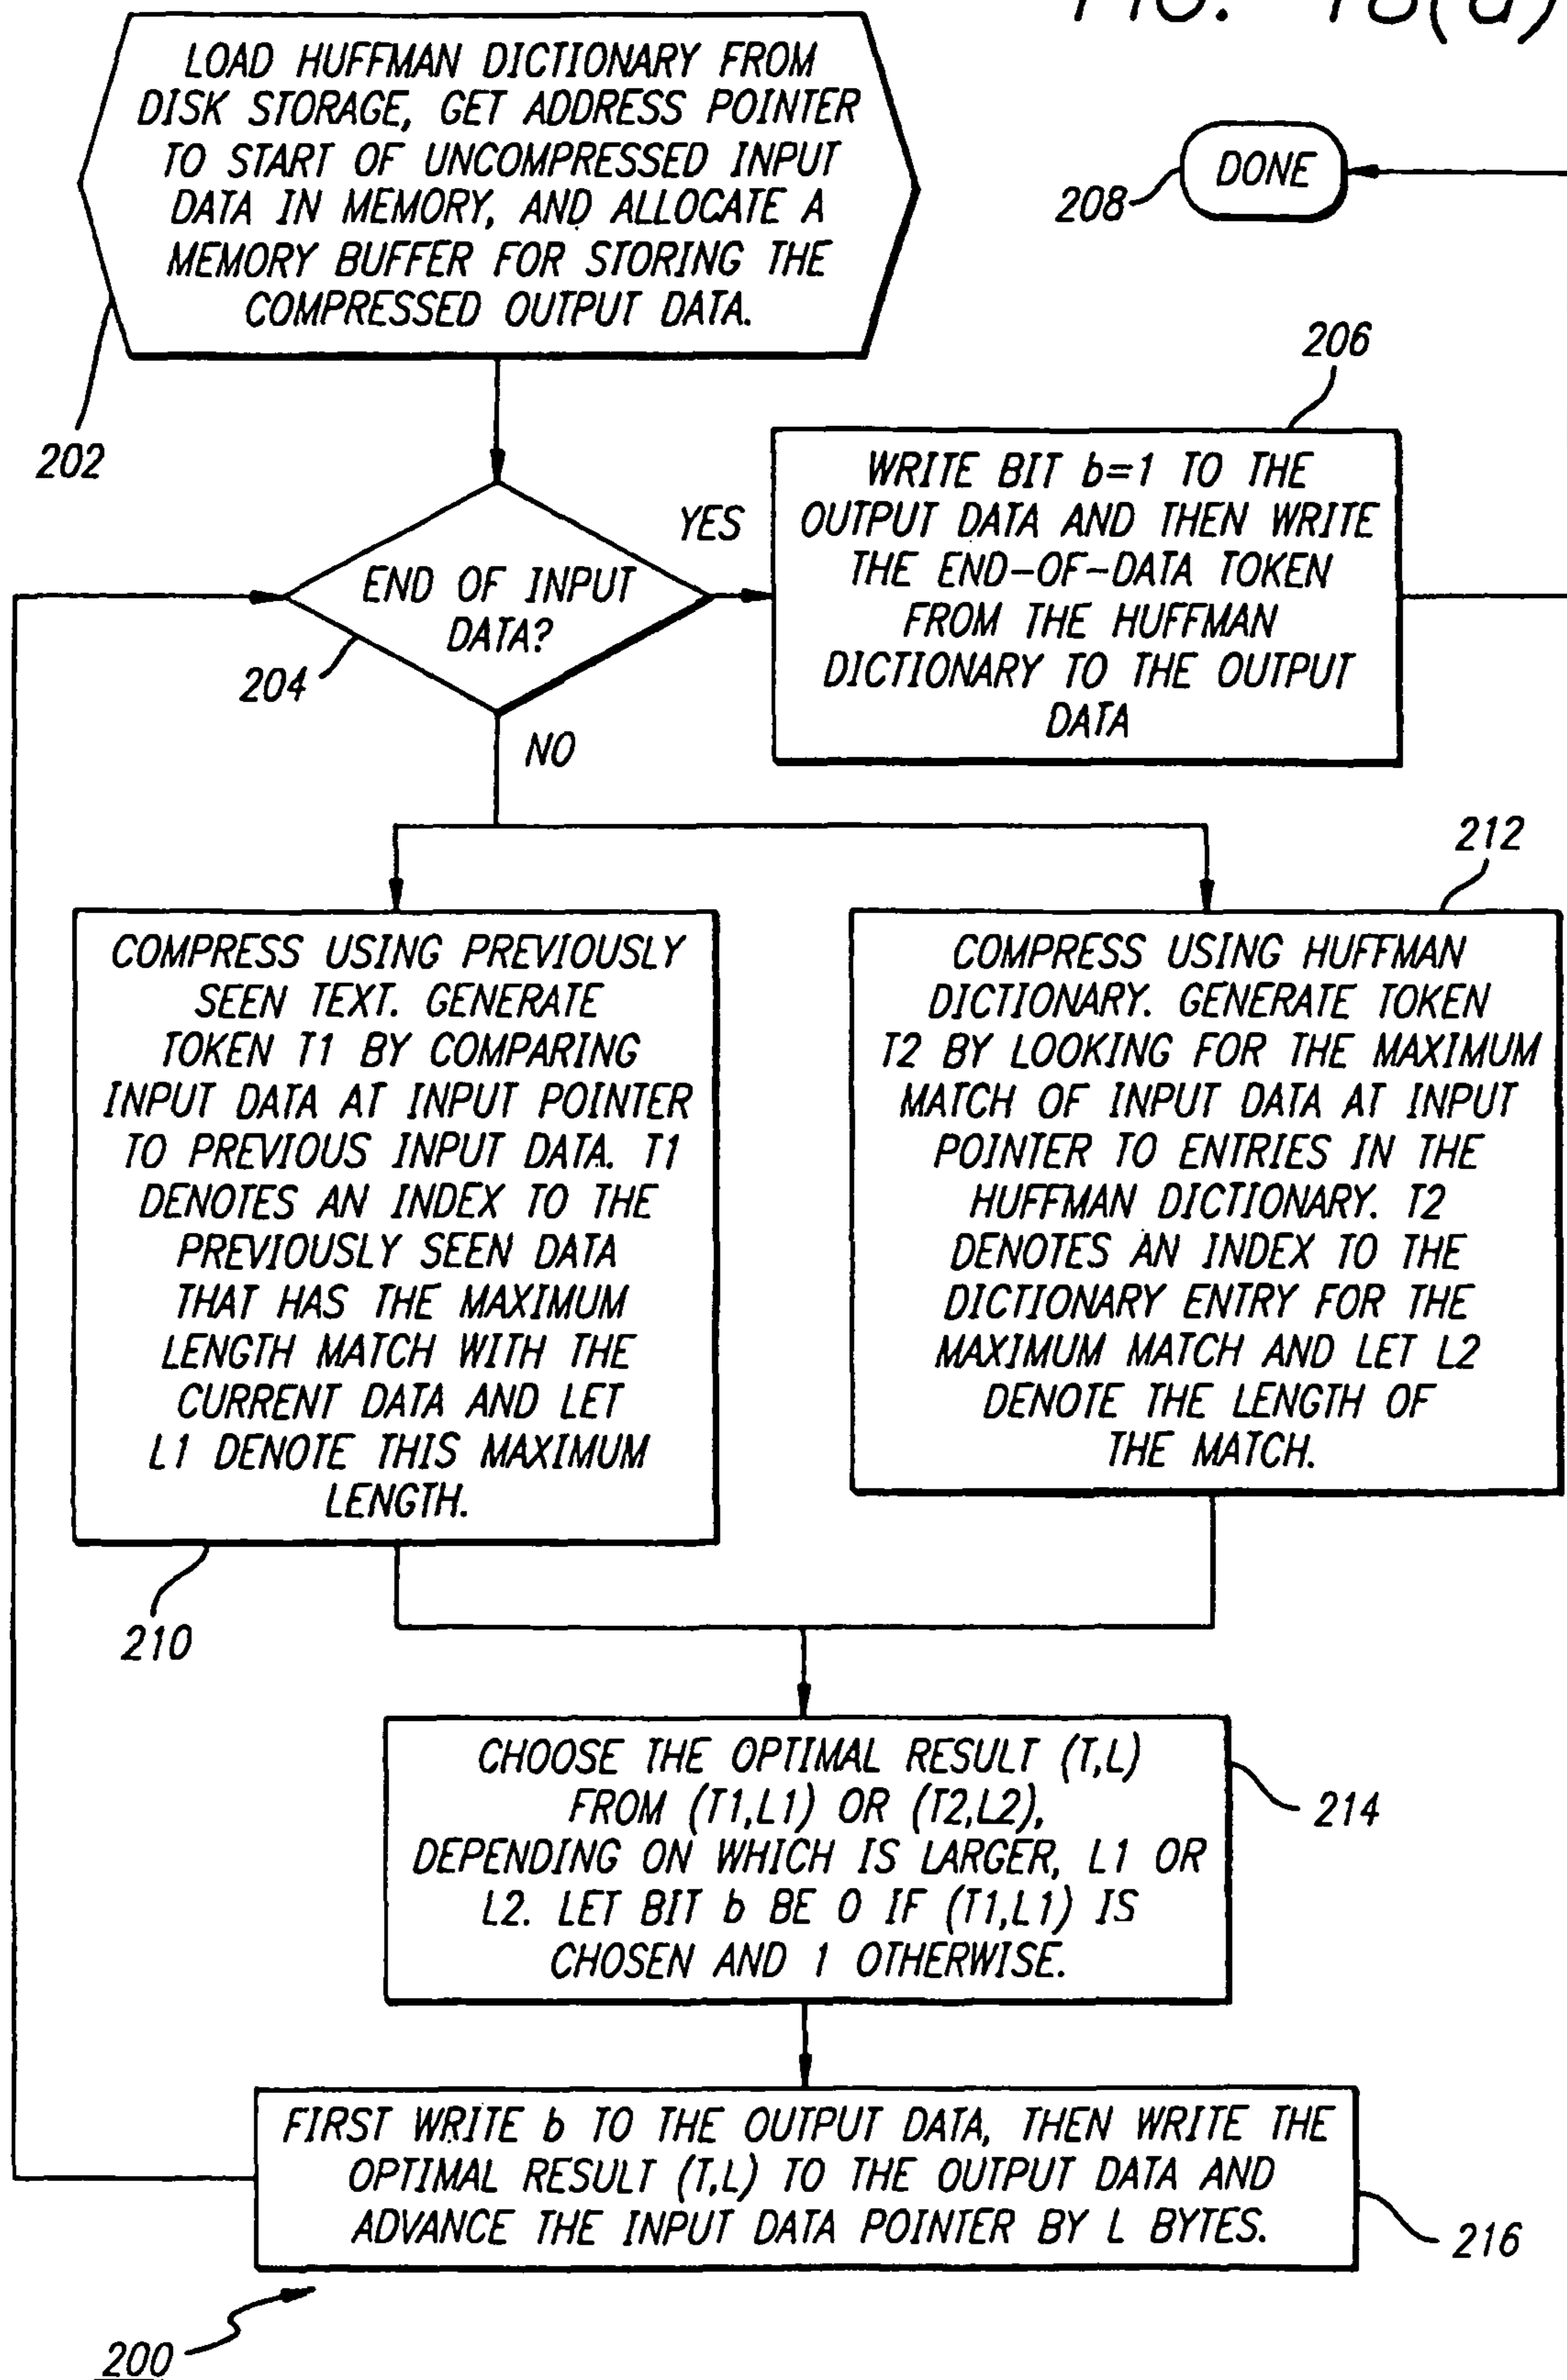 LOAD HUFFMAN DICTIONARY FROM
DISK STORAGE, GET ADDRESS POINTER
TO START OF UNCOMPRESSED INPUT
DATA IN MEMORY, AND ALLOCATE A
MEMORY BUFFER FOR STORING THE
COMPRESSED OUTPUT DATA.
202
DONE
208
206
WRITE BIT b=1 TO THE
OUTPUT DATA AND THEN WRITE
THE END-OF-DATA TOKEN
FROM THE HUFFMAN
DICTIONARY TO THE OUTPUT
DATA
YES
END OF INPUT
DATA?
204
NO
212
COMPRESS USING PREVIOUSLY
SEEN TEXT. GENERATE
TOKEN T1 BY COMPARING
INPUT DATA AT INPUT POINTER
TO PREVIOUS INPUT DATA. T1
DENOTES AN INDEX TO THE
PREVIOUSLY SEEN DATA
THAT HAS THE MAXIMUM
LENGTH MATCH WITH THE
CURRENT DATA AND LET
L1 DENOTE THIS MAXIMUM
LENGTH.
210
COMPRESS USING HUFFMAN
DICTIONARY. GENERATE TOKEN
T2 BY LOOKING FOR THE MAXIMUM
MATCH OF INPUT DATA AT INPUT
POINTER TO ENTRIES IN THE
HUFFMAN DICTIONARY. T2
DENOTES AN INDEX TO THE
DICTIONARY ENTRY FOR THE
MAXIMUM MATCH AND LET L2
DENOTE THE LENGTH OF
THE MATCH.
CHOOSE THE OPTIMAL RESULT (T,L)
FROM (T1,L1) OR (T2,L2),
DEPENDING ON WHICH IS LARGER, L1 OR
L2. LET BIT b BE 0 IF (T1,L1) IS
CHOSEN AND 1 OTHERWISE.
214
FIRST WRITE b TO THE OUTPUT DATA, THEN WRITE THE
OPTIMAL RESULT (T,L) TO THE OUTPUT DATA AND
ADVANCE THE INPUT DATA POINTER BY L BYTES.
216
200